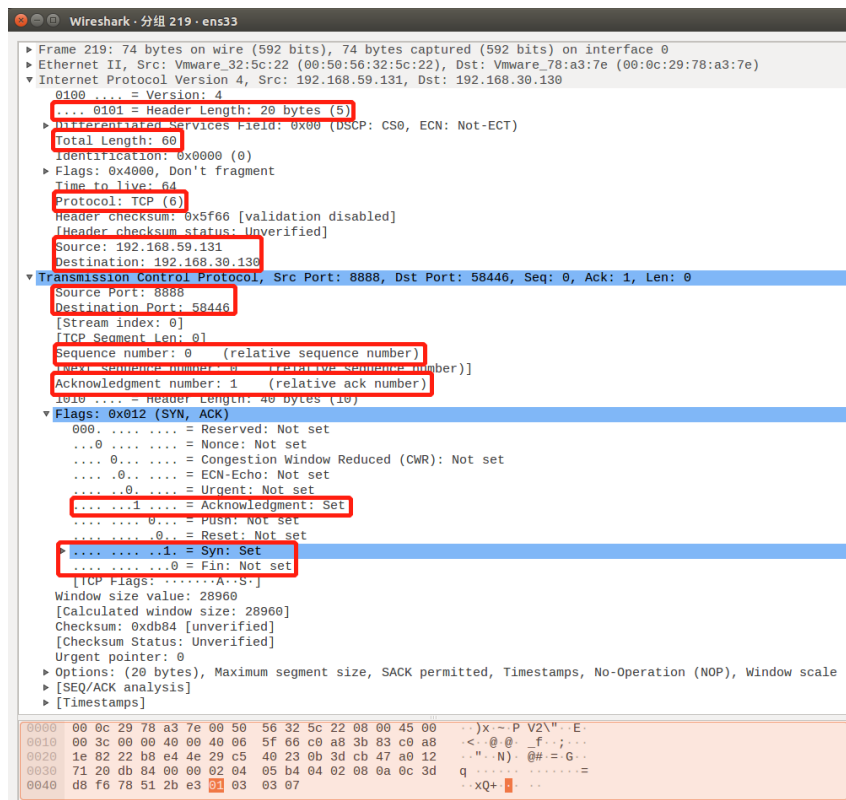 Wireshark · 分组 219 · ens33
Frame 219: 74 bytes on wire (592 bits), 74 bytes captured (592 bits) on interface 0
Ethernet II, Src: Vmware_32:5c:22 (00:50:56:32:5c:22), Dst: Vmware_78:a3:7e (00:0c:29:78:a3:7e)
Internet Protocol Version 4, Src: 192.168.59.131, Dst: 192.168.30.130
0100 .... = Version: 4
.... 0101 = Header Length: 20 bytes (5)
Differentiated Services Field: 0x00 (DSCP: CS0, ECN: Not-ECT)
Total Length: 60
Identification: 0x0000 (0)
Flags: 0x4000, Don't fragment
Time to live: 64
Protocol: TCP (6)
Header checksum: 0x5f66 [validation disabled]
[Header checksum status: Unverified]
Source: 192.168.59.131
Destination: 192.168.30.130
Transmission Control Protocol, Src Port: 8888, Dst Port: 58446, Seq: 0, Ack: 1, Len: 0
Source Port: 8888
Destination Port: 58446
[Stream index: 0]
[TCP Segment Len: 0]
Sequence number: 0 (relative sequence number)
[Next sequence number: 0 (relative sequence number)]
Acknowledgment number: 1 (relative ack number)
1010 .... = Header Length: 40 bytes (10)
Flags: 0x012 (SYN, ACK)
000. .... .... = Reserved: Not set
...0 .... .... = Nonce: Not set
.... 0... .... = Congestion Window Reduced (CWR): Not set
.... .0.. .... = ECN-Echo: Not set
.... ..0. .... = Urgent: Not set
.... ...1 .... = Acknowledgment: Set
.... .... 0... = Push: Not set
.... .... .0.. = Reset: Not set
.... .... ..1. = Syn: Set
.... .... ...0 = Fin: Not set
[TCP Flags: ·······A··S·]
Window size value: 28960
[Calculated window size: 28960]
Checksum: 0xdb84 [unverified]
[Checksum Status: Unverified]
Urgent pointer: 0
Options: (20 bytes), Maximum segment size, SACK permitted, Timestamps, No-Operation (NOP), Window scale
[SEQ/ACK analysis]
[Timestamps]
0000 00 0c 29 78 a3 7e 00 50 56 32 5c 22 08 00 45 00 ··)x·~·P V2\"··E·
0010 00 3c 00 00 40 00 40 06 5f 66 c0 a8 3b 83 c0 a8 ·<··@·@· _f··;···
0020 1e 82 22 b8 e4 4e 29 c5 40 23 0b 3d cb 47 a0 12 ··"··N)· @#·=·G··
0030 71 20 db 84 00 00 02 04 05 b4 04 02 08 0a 0c 3d q ······ ·······=
0040 d8 f6 78 51 2b e3 01 03 03 07 ··xQ+··· ··